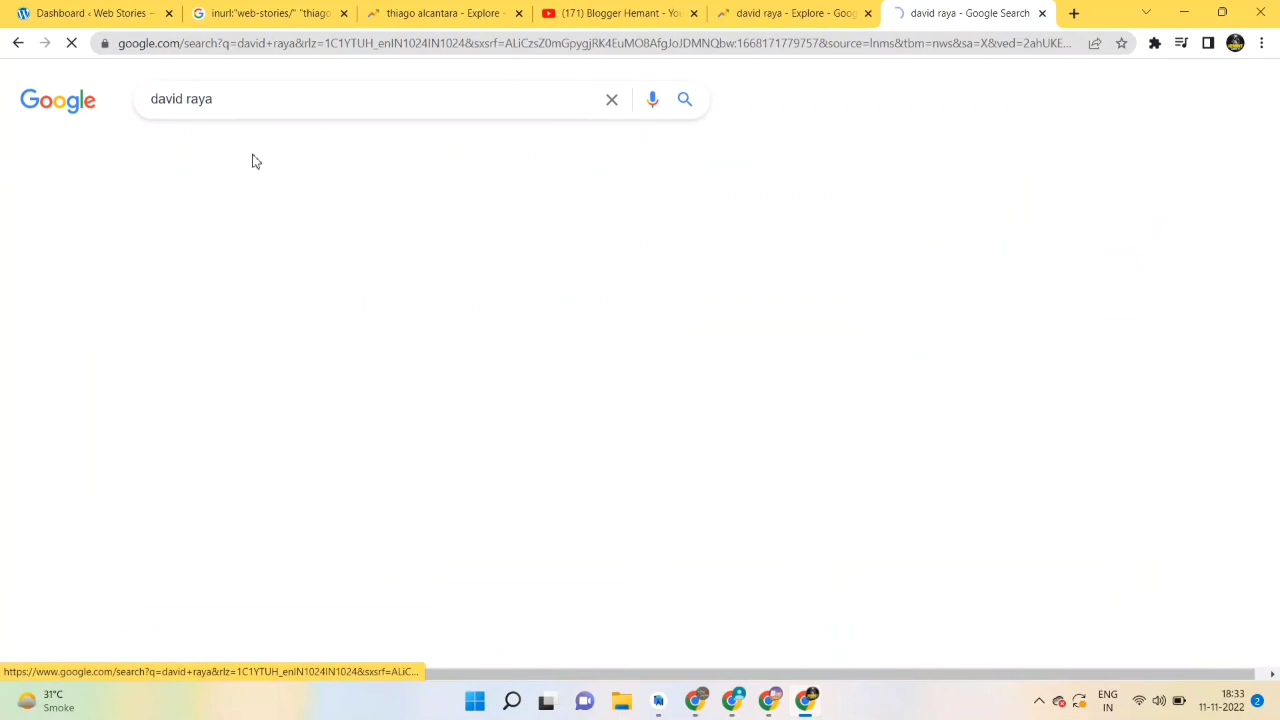 Dashboard ‹ Web Stories –
inurl:"web-stories/" "thiago
thiago alcantara - Explore -
(171) Blogger Hemant - You
david raya - Explore - Goog
david raya - Google Search
google.com/search?q=david+raya&rlz=1C1YTUH_enIN1024IN1024&sxsrf=ALiCzsZ70mGpygjRK4EuMO8AfgJoJDMNQbw:1668171779757&source=lnms&tbm=nws&sa=X&ved=2ahUKE...
Google
david raya
https://www.google.com/search?q=david+raya&rlz=1C1YTUH_enIN1024IN1024&sxsrf=ALiC...
31°C
Smoke
ENG
IN
18:33
11-11-2022
2